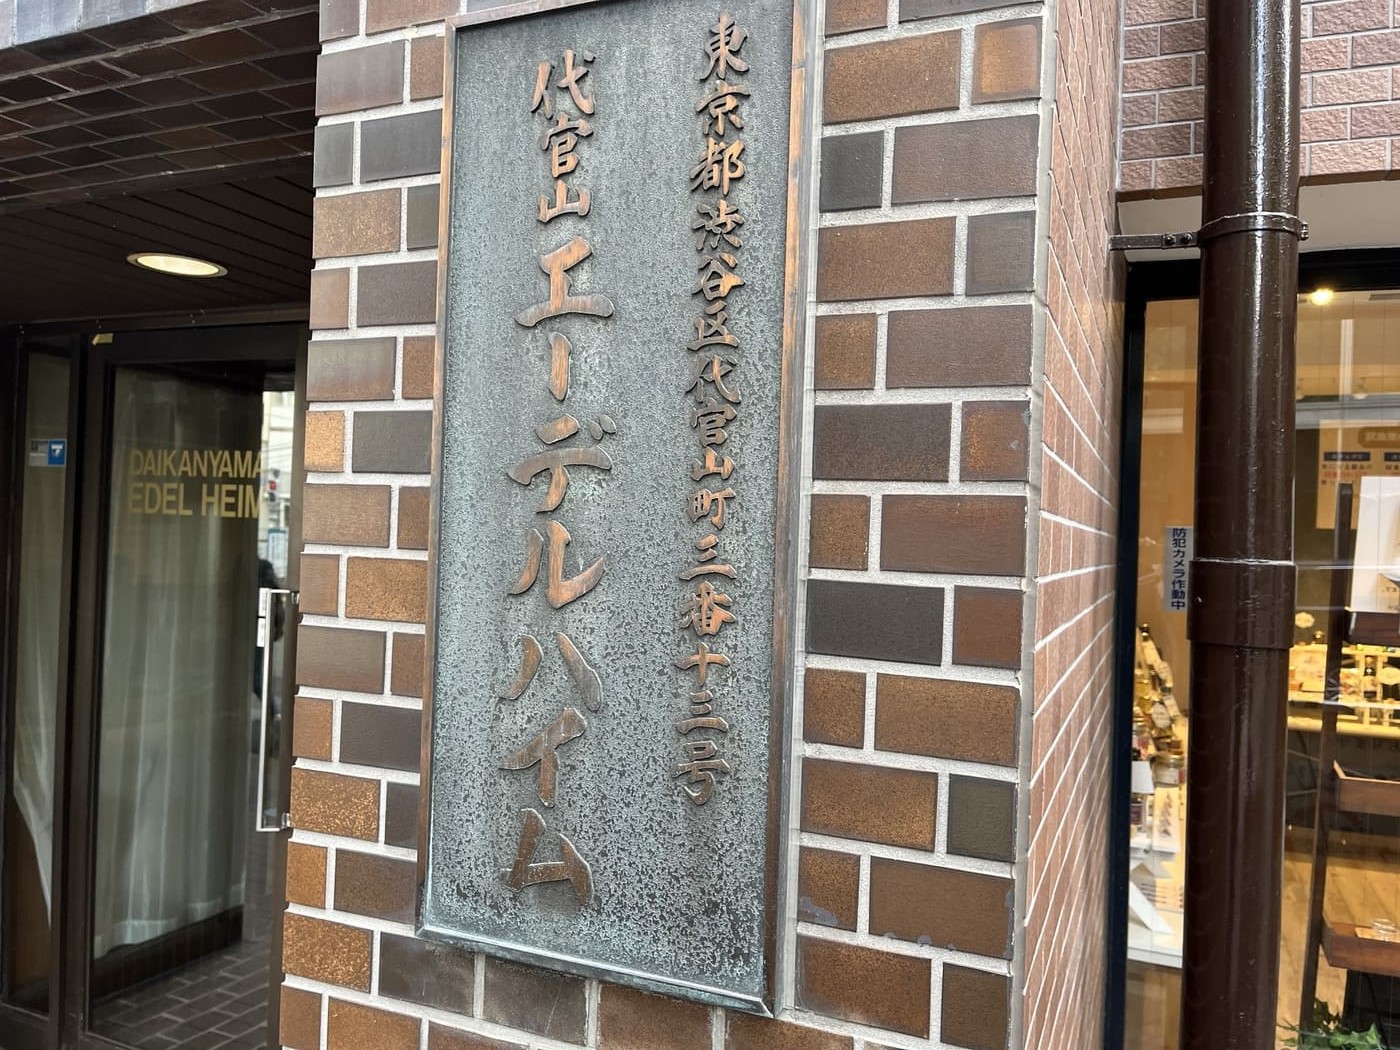 東京都渋谷区代官山町三番十三号
代官山エーデルハイム
DAIKANYAMA
EDEL HEIM
防犯カメラ作動中